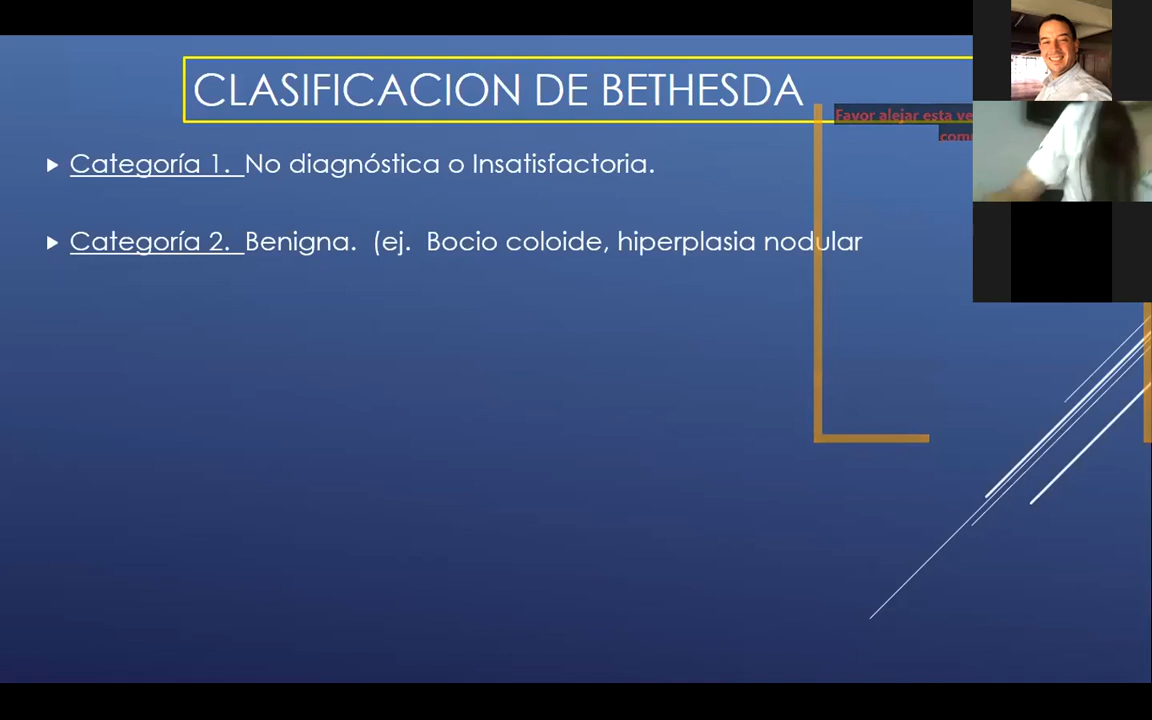 CLASIFICACION DE BETHESDA
Favor alejar esta
Categoría 1. No diagnóstica o Insatisfactoria.
Categoría 2. Benigna. (ej. Bocio coloide, hiperplasia nodular